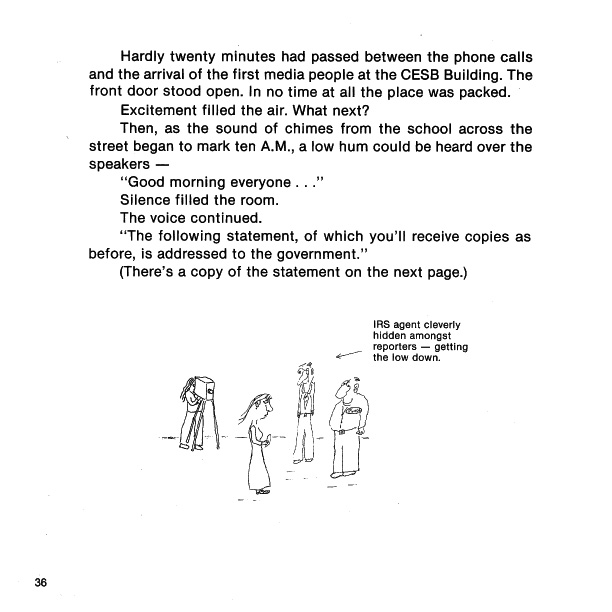 Hardly twenty minutes had passed between the phone calls
and the arrival of the first media people at the CESB Building. The
front door stood open. In no time at all the place was packed.
Excitement filled the air. What next?
Then, as the sound of chimes from the school across the
street began to mark ten A.M., a low hum could be heard over the
speakers —
"Good morning everyone . . ."
Silence filled the room.
The voice continued.
"The following statement, of which you'll receive copies as
before, is addressed to the government."
(There's a copy of the statement on the next page.)
IRS agent cleverly
hidden amongst
reporters — getting
the low down.
36